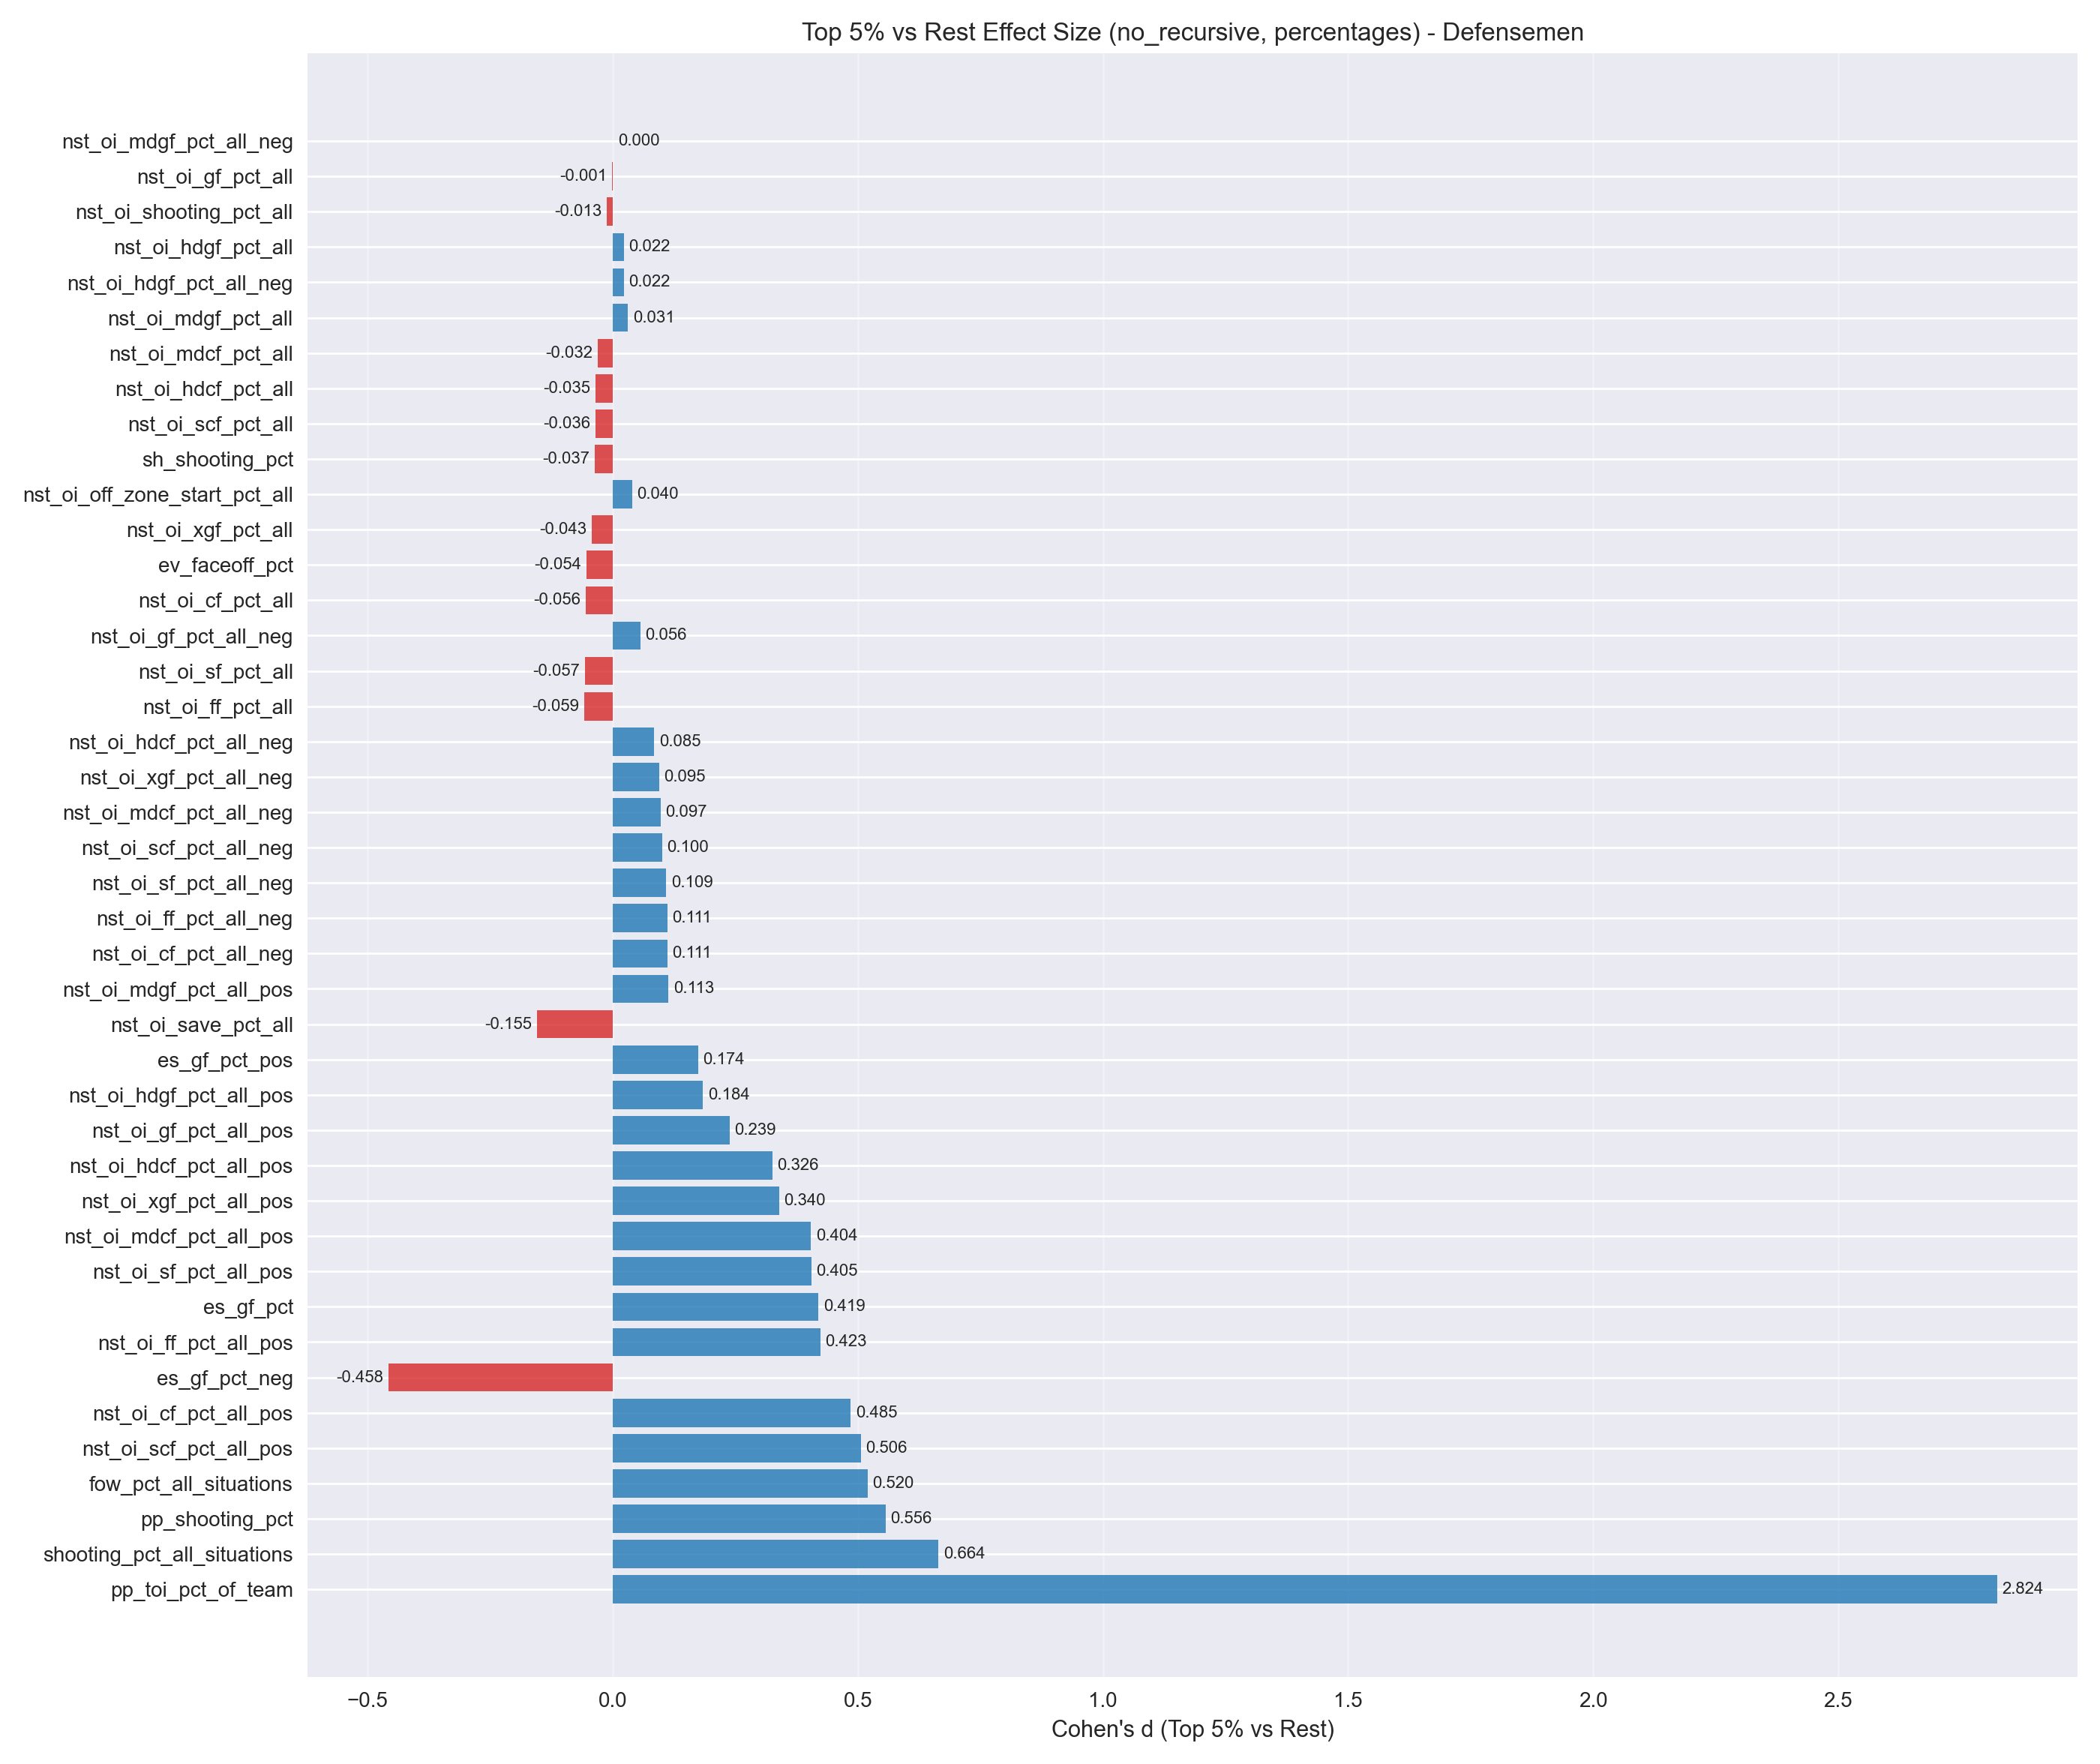 Top 5% vs Rest Effect Size (no_recursive, percentages) - Defensemen
nst_oi_mdgf_pct_all_neg 0.000
nst_oi_gf_pct_all -0.001
nst_oi_shooting_pct_all -0.013
nst_oi_hdgf_pct_all 0.022
nst_oi_hdgf_pct_all_neg 0.022
nst_oi_mdgf_pct_all 0.031
nst_oi_mdcf_pct_all -0.032
nst_oi_hdcf_pct_all -0.035
nst_oi_scf_pct_all -0.036
sh_shooting_pct -0.037
nst_oi_off_zone_start_pct_all 0.040
nst_oi_xgf_pct_all -0.043
ev_faceoff_pct -0.054
nst_oi_cf_pct_all -0.056
nst_oi_gf_pct_all_neg 0.056
nst_oi_sf_pct_all -0.057
nst_oi_ff_pct_all -0.059
nst_oi_hdcf_pct_all_neg 0.085
nst_oi_xgf_pct_all_neg 0.095
nst_oi_mdcf_pct_all_neg 0.097
nst_oi_scf_pct_all_neg 0.100
nst_oi_sf_pct_all_neg 0.109
nst_oi_ff_pct_all_neg 0.111
nst_oi_cf_pct_all_neg 0.111
nst_oi_mdgf_pct_all_pos 0.113
nst_oi_save_pct_all -0.155
es_gf_pct_pos 0.174
nst_oi_hdgf_pct_all_pos 0.184
nst_oi_gf_pct_all_pos 0.239
nst_oi_hdcf_pct_all_pos 0.326
nst_oi_xgf_pct_all_pos 0.340
nst_oi_mdcf_pct_all_pos 0.404
nst_oi_sf_pct_all_pos 0.405
es_gf_pct 0.419
nst_oi_ff_pct_all_pos 0.423
es_gf_pct_neg -0.458
nst_oi_cf_pct_all_pos 0.485
nst_oi_scf_pct_all_pos 0.506
fow_pct_all_situations 0.520
pp_shooting_pct 0.556
shooting_pct_all_situations 0.664
pp_toi_pct_of_team 2.824
−0.5 0.0 0.5 1.0 1.5 2.0 2.5
Cohen's d (Top 5% vs Rest)